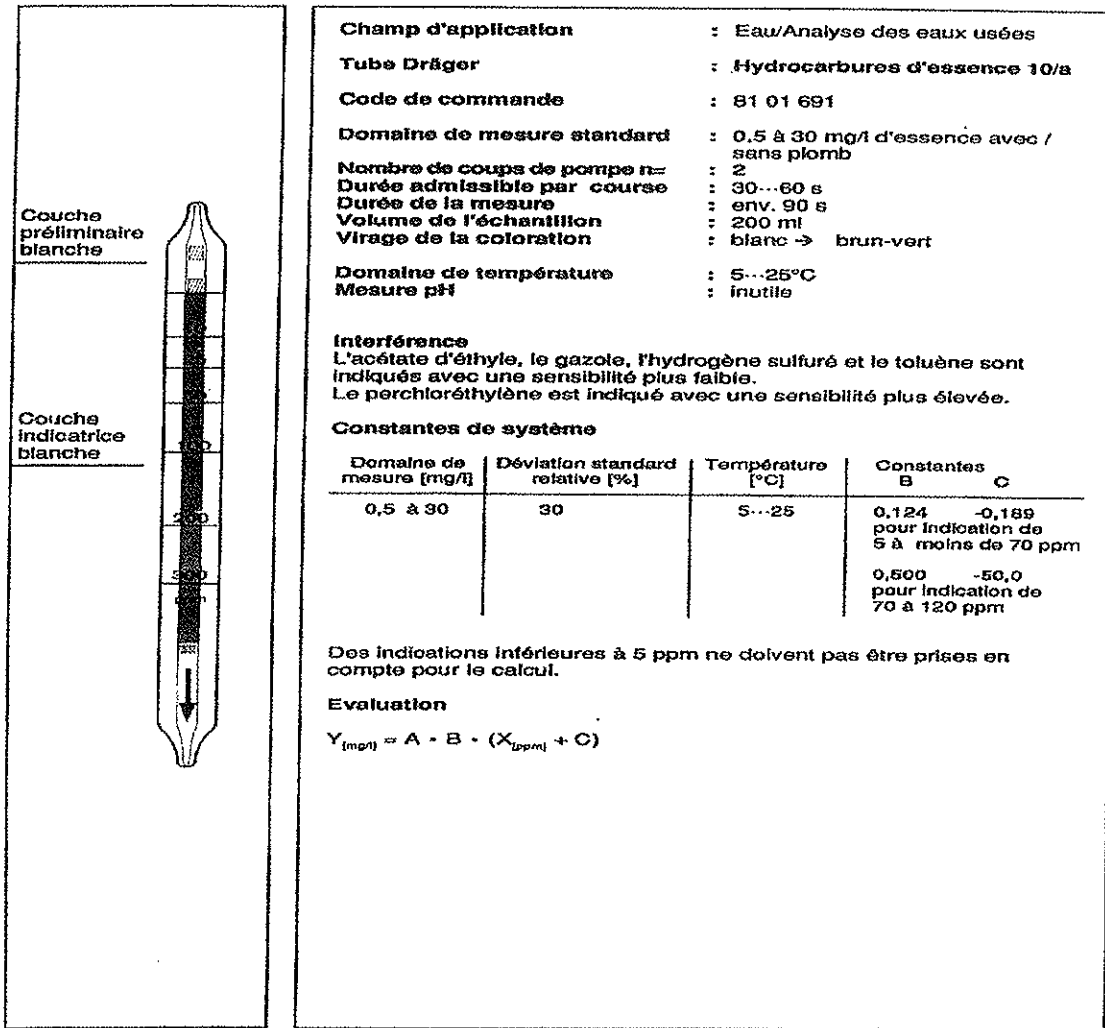 Couche
préliminaire
blanche
Couche
indicatrice
blanche
100
200
300
ppm
Champ d'application : Eau/Analyse des eaux usées
Tube Dräger : Hydrocarbures d'essence 10/a
Code de commande : 81 01 691
Domaine de mesure standard : 0,5 à 30 mg/l d'essence avec /
sans plomb
Nombre de coups de pompe n= : 2
Durée admissible par course : 30...60 s
Durée de la mesure : env. 90 s
Volume de l'échantillon : 200 ml
Virage de la coloration : blanc → brun-vert
Domaine de température : 5...25°C
Mesure pH : inutile
Interférence
L'acétate d'éthyle, le gazole, l'hydrogène sulfuré et le toluène sont
indiqués avec une sensibilité plus faible.
Le perchloréthylène est indiqué avec une sensibilité plus élevée.
Constantes de système
Domaine de Déviation standard Température Constantes
mesure [mg/l] relative [%] [°C] B C
0,5 à 30 30 5...25 0,124 -0,189
pour indication de
5 à moins de 70 ppm
0,500 -50,0
pour indication de
70 à 120 ppm
Des indications inférieures à 5 ppm ne doivent pas être prises en
compte pour le calcul.
Evaluation
Y[mg/l] = A · B · (X[ppm] + C)